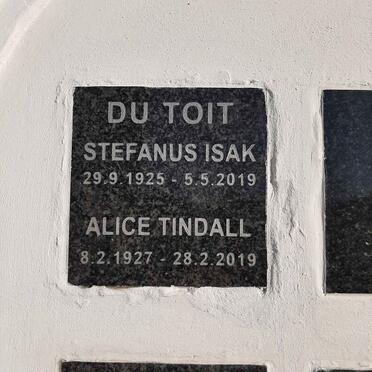 DU TOIT
STEFANUS ISAK
29.9.1925 - 5.5.2019
ALICE TINDALL
8.2.1927 - 28.2.2019